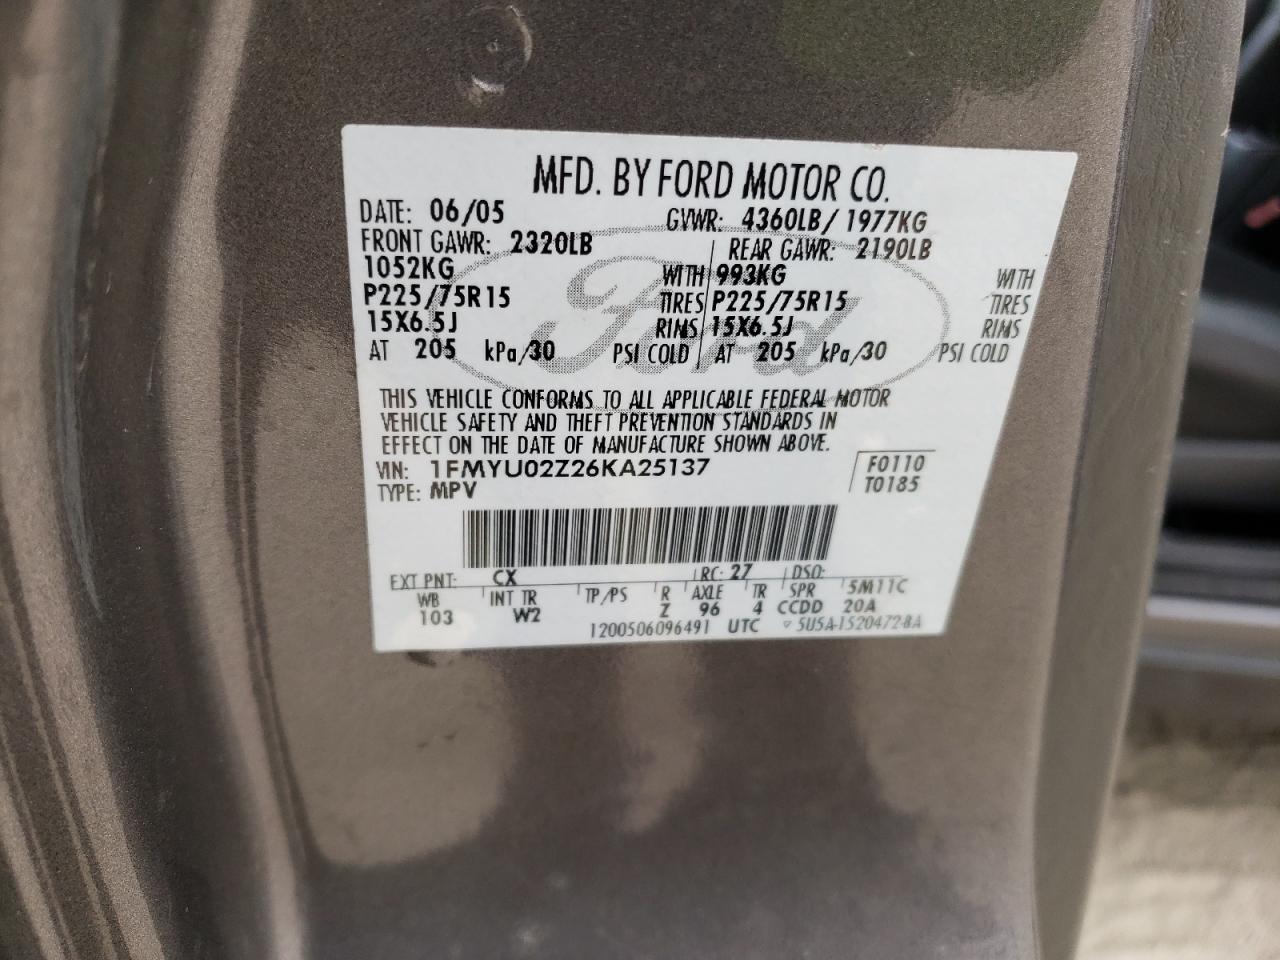 MFD. BY FORD MOTOR CO.
DATE: 06/05 GVWR: 4360LB/ 1977KG
FRONT GAWR: 2320LB REAR GAWR: 2190LB
1052KG WITH 993KG WITH
P225/75R15 TIRES P225/75R15 TIRES
15X6.5J RIMS 15X6.5J RIMS
AT 205 kPa/30 PSI COLD AT 205 kPa/30 PSI COLD
Ford
THIS VEHICLE CONFORMS TO ALL APPLICABLE FEDERAL MOTOR
VEHICLE SAFETY AND THEFT PREVENTION STANDARDS IN
EFFECT ON THE DATE OF MANUFACTURE SHOWN ABOVE.
VIN: 1FMYU02Z26KA25137 F0110
TYPE: MPV T0185
EXT PNT: CX RC: 27 DSO:
WB INT TR TP/PS R AXLE TR SPR 5M11C
103 W2 Z 96 4 CCDD 20A
1200506096491 UTC ▽ 5U5A-1520472-BA